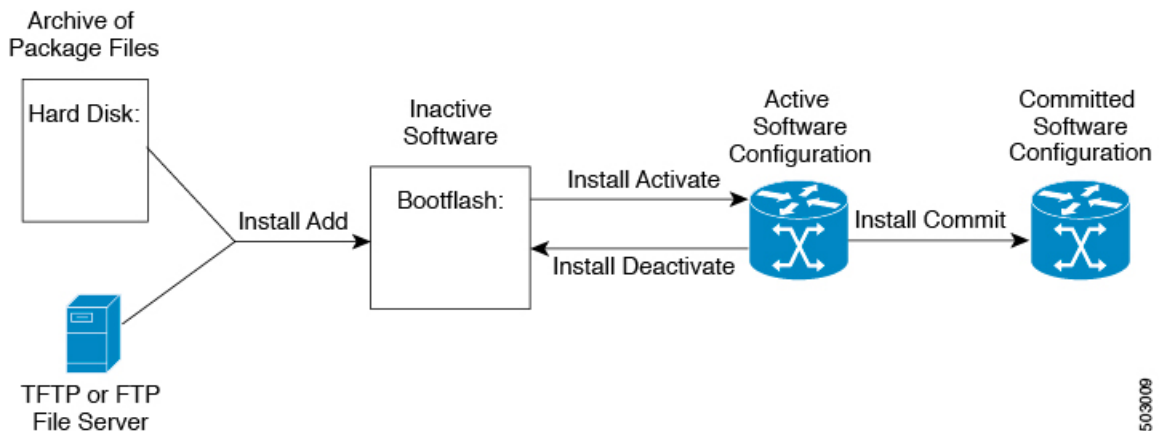 Archive of
Package Files
Hard Disk:
TFTP or FTP
File Server
Install Add
Inactive
Software
Bootflash:
Install Activate
Install Deactivate
Active
Software
Configuration
Install Commit
Committed
Software
Configuration
503009